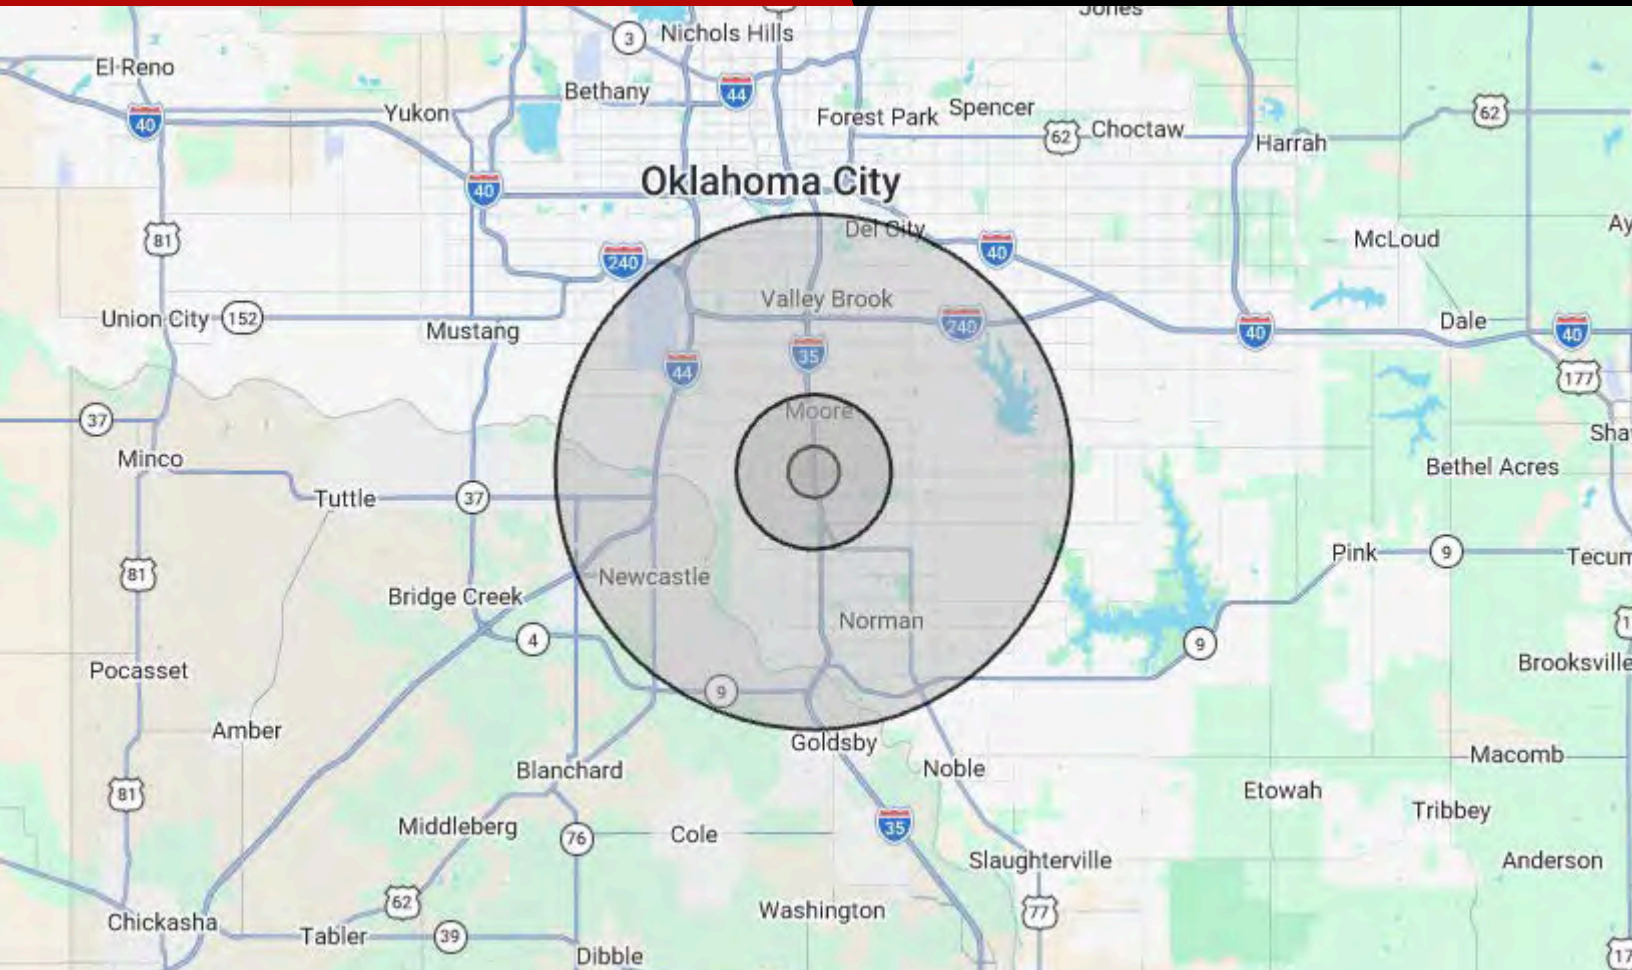 Jones
Nichols Hills
3
El Reno
Bethany
44
40
Yukon
Forest Park
Spencer
62
62
Choctaw
Harrah
Oklahoma City
40
Del City
81
McLoud
40
240
Valley Brook
Union City
152
Mustang
240
40
Dale
40
35
44
177
37
Moore
Minco
Bethel Acres
Tuttle
37
Pink
9
81
Newcastle
Bridge Creek
Norman
4
9
Pocasset
Brooksville
9
Amber
Goldsby
Macomb
Blanchard
Noble
81
Etowah
Tribbey
Middleberg
76
Cole
35
Slaughterville
Anderson
62
Chickasha
Washington
77
Tabler
39
Dibble